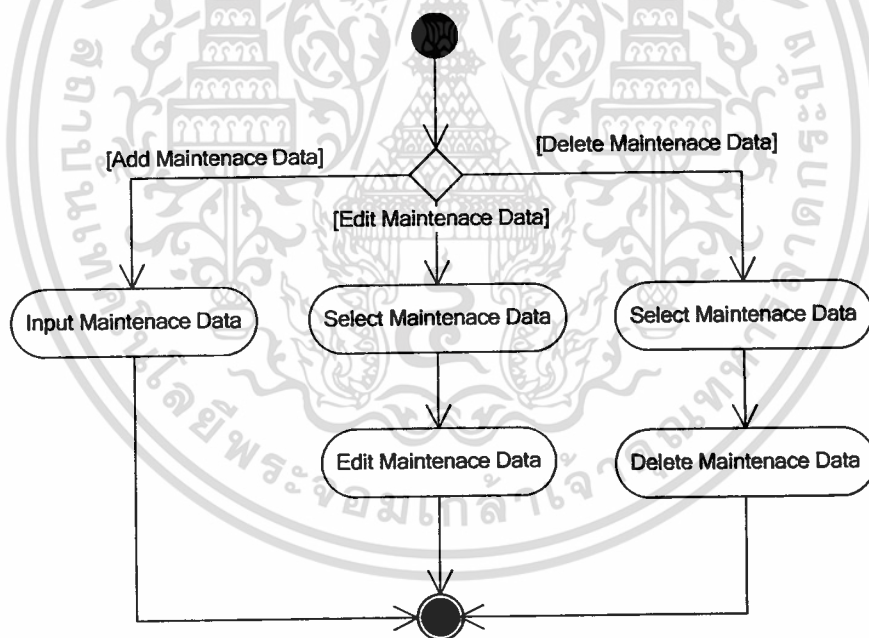 [Add Maintenace Data]
[Delete Maintenace Data]
[Edit Maintenace Data]
Input Maintenace Data
Select Maintenace Data
Select Maintenace Data
Edit Maintenace Data
Delete Maintenace Data